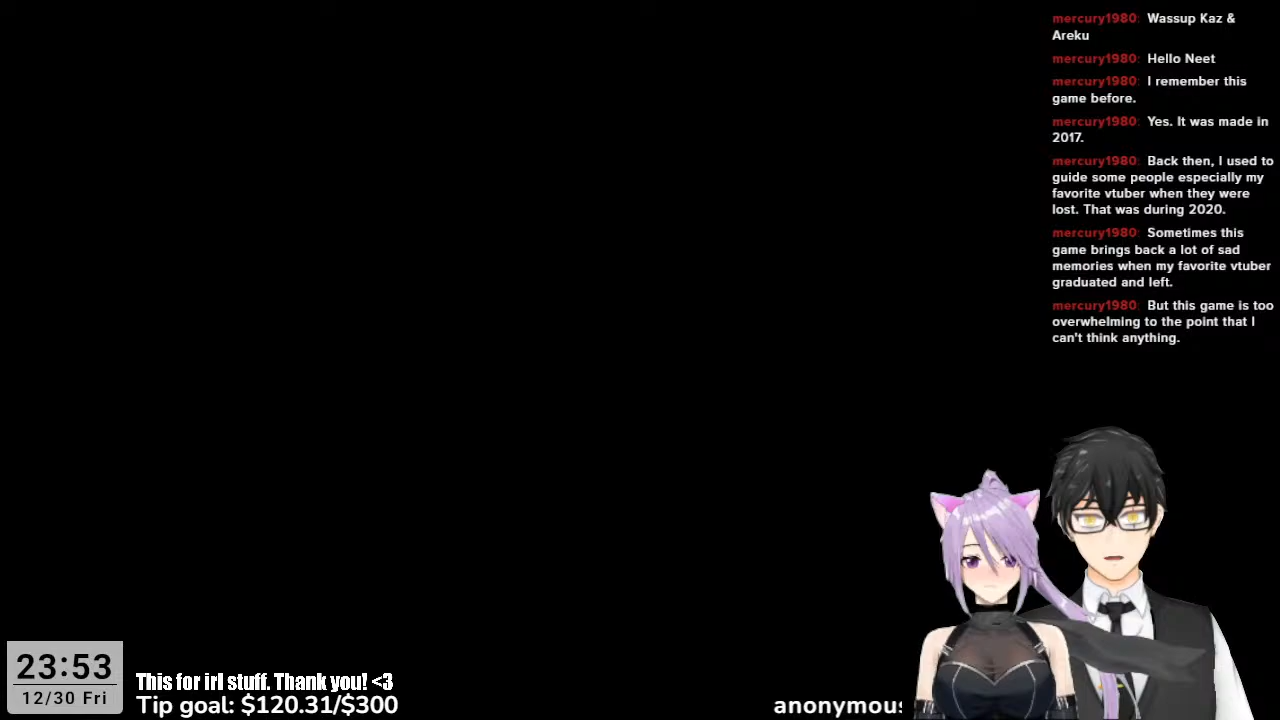 mercury1980: Wassup Kaz &
Areku
mercury1980: Hello Neet
mercury1980: I remember this
game before.
mercury1980: Yes. It was made in
2017.
mercury1980: Back then, I used to
guide some people especially my
favorite vtuber when they were
lost. That was during 2020.
mercury1980: Sometimes this
game brings back a lot of sad
memories when my favorite vtuber
graduated and left.
mercury1980: But this game is too
overwhelming to the point that I
can't think anything.
23:53
12/30 Fri
This for irl stuff. Thank you! <3
Tip goal: $120.31/$300
anonymous